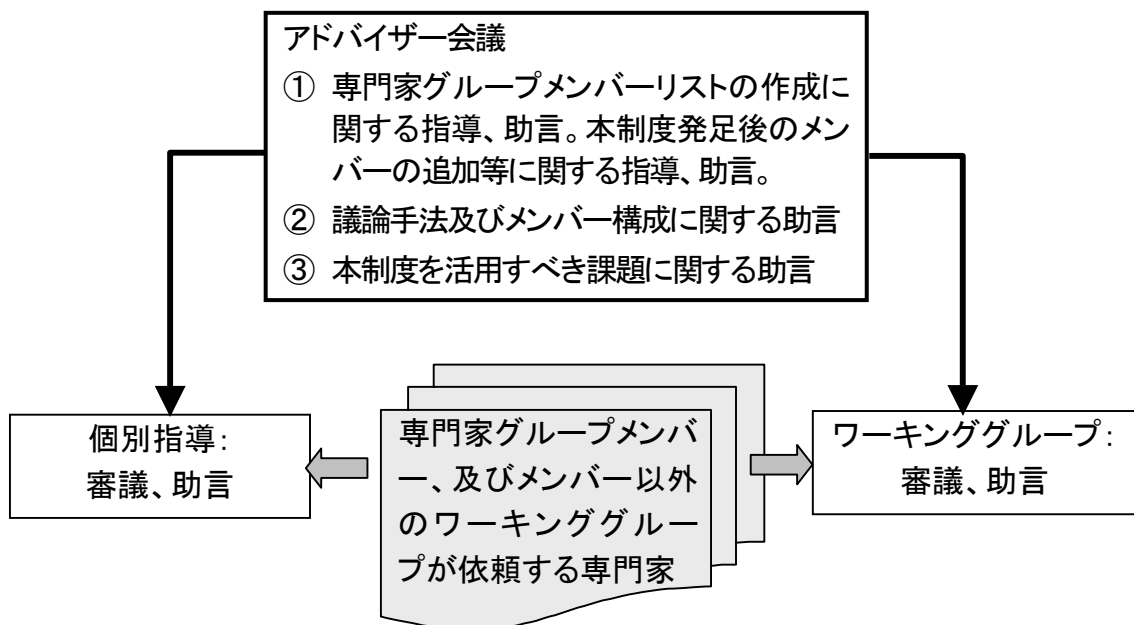 アドバイザー会議
① 専門家グループメンバーリストの作成に
関する指導、助言。本制度発足後のメン
バーの追加等に関する指導、助言。
② 議論手法及びメンバー構成に関する助言
③ 本制度を活用すべき課題に関する助言
個別指導：
審議、助言
専門家グループメンバ
ー、及びメンバー以外
のワーキンググルー
プが依頼する専門家
ワーキンググループ：
審議、助言